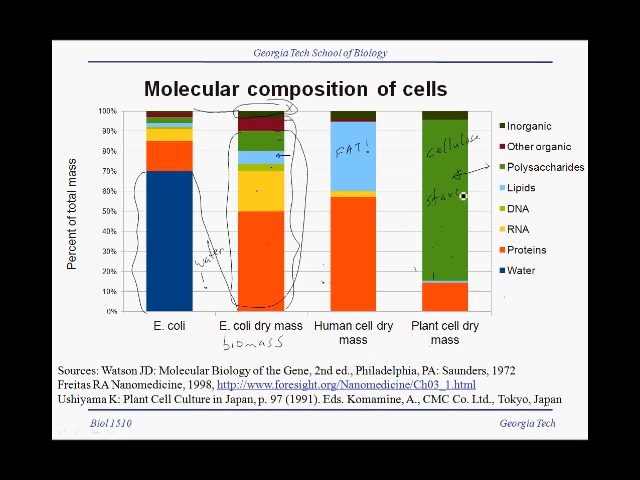 Georgia Tech School of Biology
Molecular composition of cells
Percent of total mass
100%
90%
80%
70%
60%
50%
40%
30%
20%
10%
0%
water
!
x
FAT!
cellulose
E. coli
E. coli dry mass
Human cell dry
mass
Plant cell dry
mass
biomass
Inorganic
Other organic
Polysaccharides
Lipids
DNA
RNA
Proteins
Water
Sources: Watson JD: Molecular Biology of the Gene, 2nd ed., Philadelphia, PA: Saunders, 1972
Freitas RA Nanomedicine, 1998, http://www.foresight.org/Nanomedicine/Ch03_1.html
Ushiyama K: Plant Cell Culture in Japan, p. 97 (1991). Eds. Komamine, A., CMC Co. Ltd., Tokyo, Japan
Biol 1510
Georgia Tech